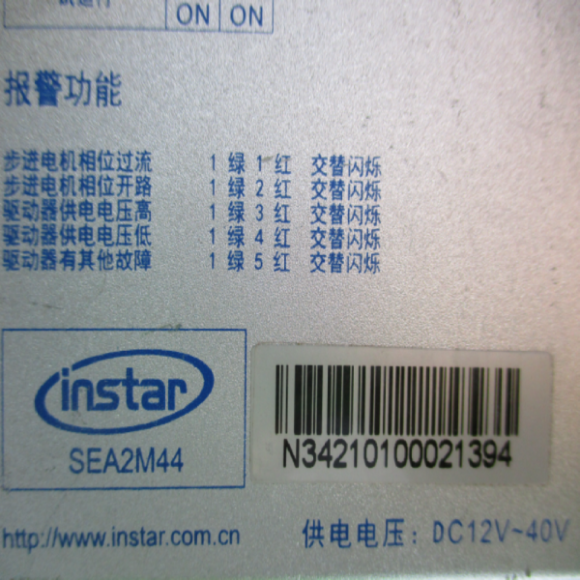 ON ON
报警功能
步进电机相位过流 1 绿 1 红 交替闪烁
步进电机相位开路 1 绿 2 红 交替闪烁
驱动器供电电压高 1 绿 3 红 交替闪烁
驱动器供电电压低 1 绿 4 红 交替闪烁
驱动器有其他故障 1 绿 5 红 交替闪烁
instar
SEA2M44
N34210100021394
http://www.instar.com.cn
供电电压：DC12V~40V